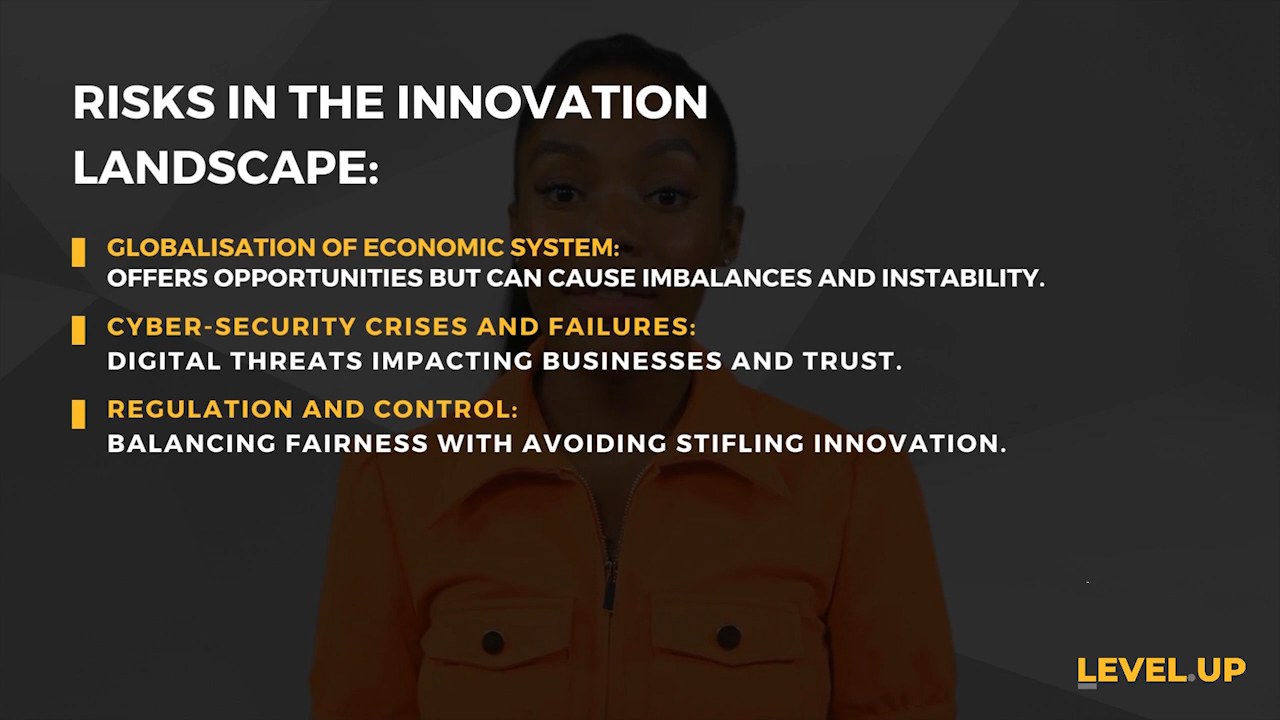 RISKS IN THE INNOVATION
LANDSCAPE:
GLOBALISATION OF ECONOMIC SYSTEM:
OFFERS OPPORTUNITIES BUT CAN CAUSE IMBALANCES AND INSTABILITY.
CYBER-SECURITY CRISES AND FAILURES:
DIGITAL THREATS IMPACTING BUSINESSES AND TRUST.
REGULATION AND CONTROL:
BALANCING FAIRNESS WITH AVOIDING STIFLING INNOVATION.
LEVEL.UP